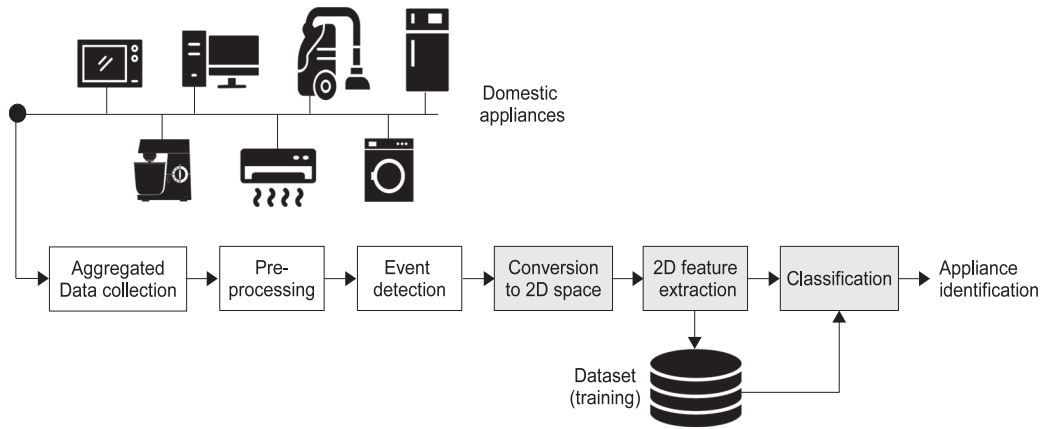 Domestic
appliances
Aggregated
Data collection
Pre-
processing
Event
detection
Conversion
to 2D space
2D feature
extraction
Classification
Appliance
identification
Dataset
(training)